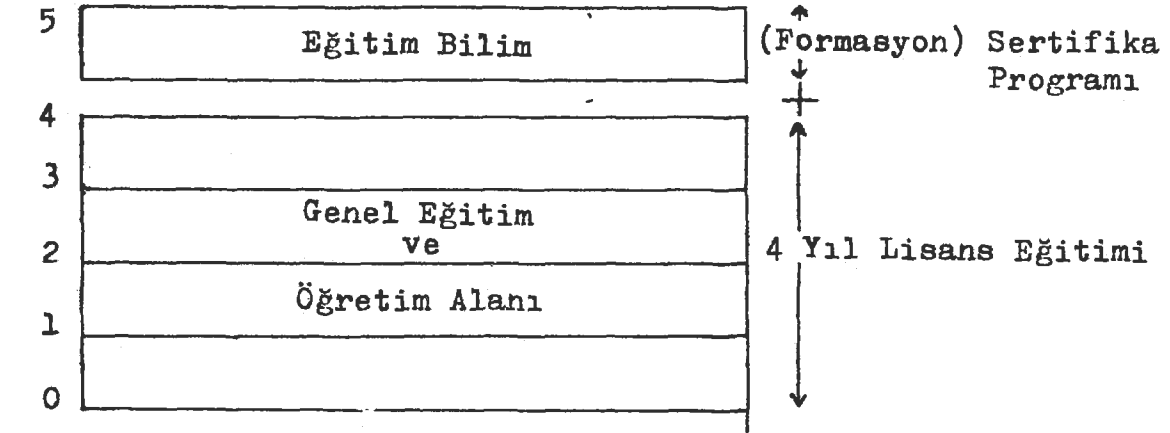 5
Eğitim Bilim
(Formasyon) Sertifika
Programı
4
3
Genel Eğitim
ve
2
4 Yıl Lisans Eğitimi
Öğretim Alanı
1
0